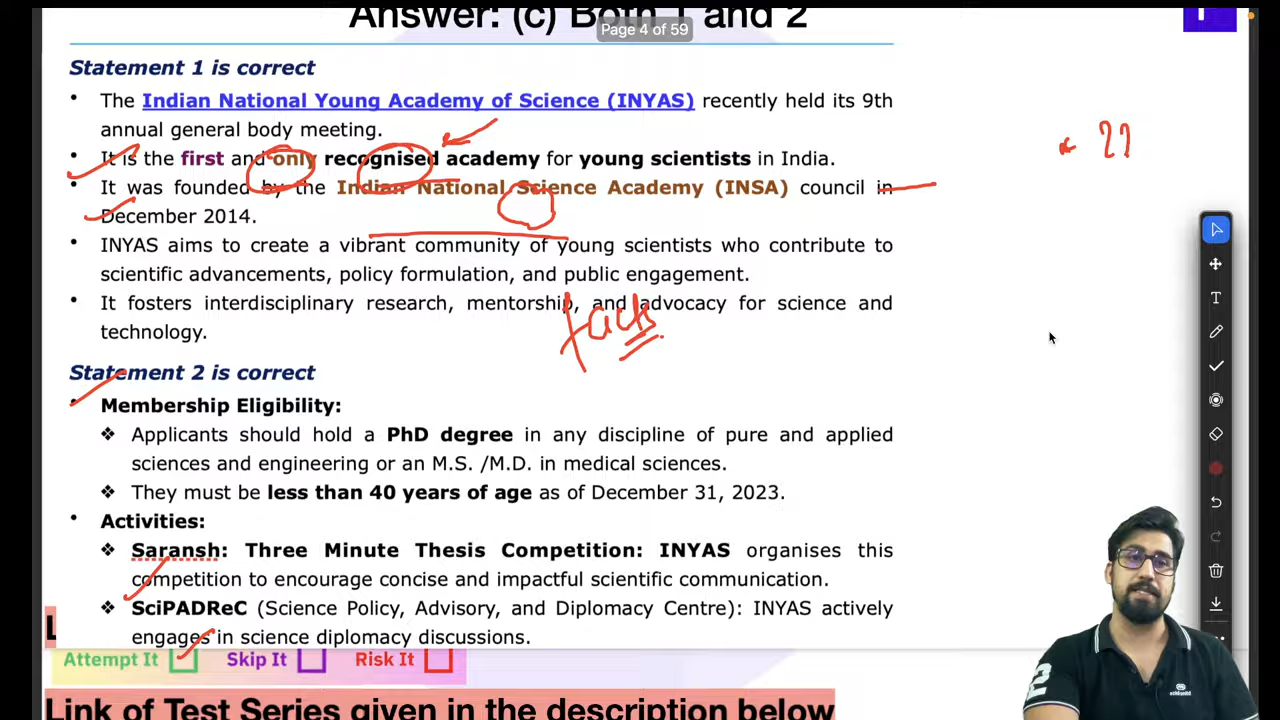 Answer: (c) Both 1 and 2
Page 4 of 59
Statement 1 is correct
• The Indian National Young Academy of Science (INYAS) recently held its 9th
annual general body meeting.
• It is the first and only recognised academy for young scientists in India.
• It was founded by the Indian National Science Academy (INSA) council in
December 2014.
?? 
• INYAS aims to create a vibrant community of young scientists who contribute to
scientific advancements, policy formulation, and public engagement.
• It fosters interdisciplinary research, mentorship, and advocacy for science and
technology.
facts
Statement 2 is correct
• Membership Eligibility:
❖ Applicants should hold a PhD degree in any discipline of pure and applied
sciences and engineering or an M.S. /M.D. in medical sciences.
❖ They must be less than 40 years of age as of December 31, 2023.
• Activities:
❖ Saransh: Three Minute Thesis Competition: INYAS organises this
competition to encourage concise and impactful scientific communication.
❖ SciPADReC (Science Policy, Advisory, and Diplomacy Centre): INYAS actively
engages in science diplomacy discussions.
Attempt It Skip It Risk It
Link of Test Series given in the description below
T
2